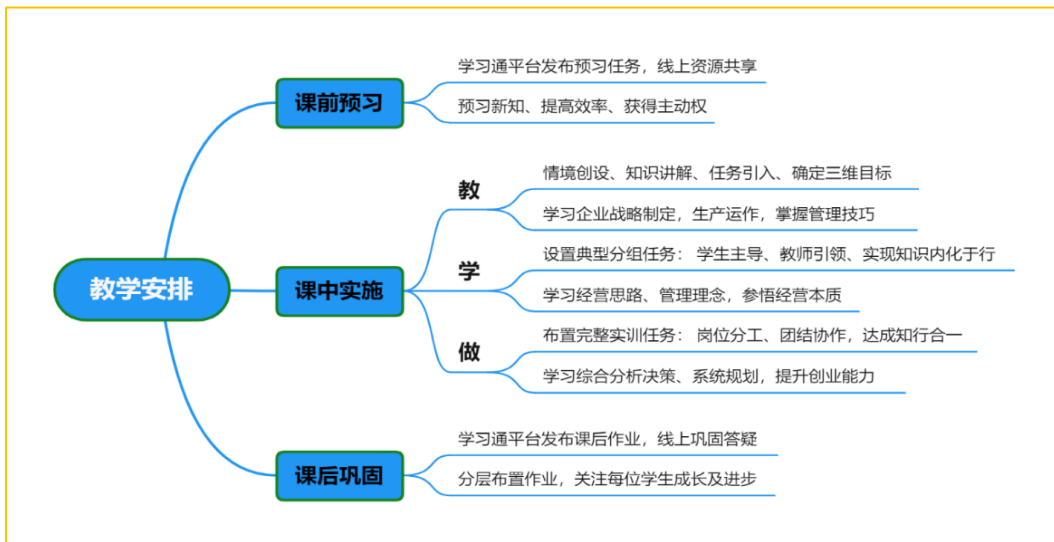 教学安排
课前预习
学习通平台发布预习任务，线上资源共享
预习新知、提高效率、获得主动权
课中实施
教
情境创设、知识讲解、任务引入、确定三维目标
学习企业战略制定，生产运作，掌握管理技巧
学
设置典型分组任务： 学生主导、教师引领、实现知识内化于行
学习经营思路、管理理念，参悟经营本质
做
布置完整实训任务： 岗位分工、团结协作，达成知行合一
学习综合分析决策、系统规划，提升创业能力
课后巩固
学习通平台发布课后作业，线上巩固答疑
分层布置作业，关注每位学生成长及进步